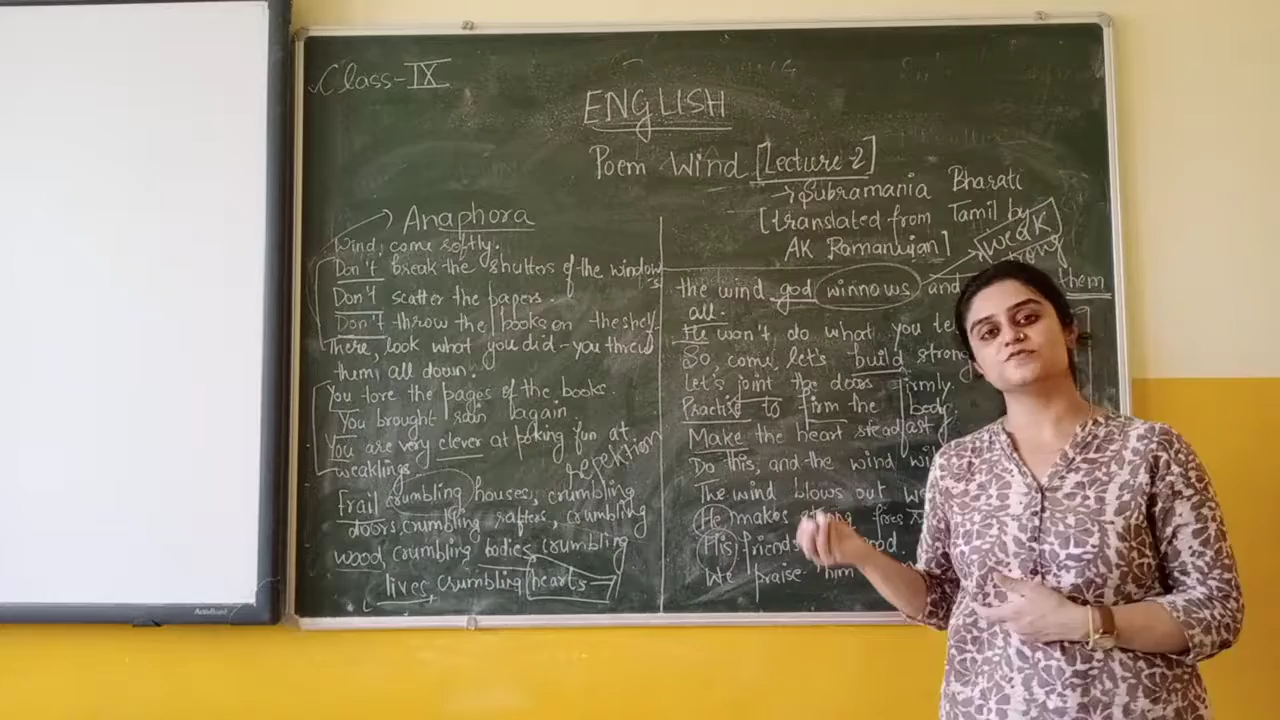 Class-IX
ENGLISH
Poem Wind [Lecture-2]
→ Subramania Bharati
[translated from Tamil by
AK Ramanujan]
Anaphora
Wind, come softly.
Don't break the shutters of the windows
Don't scatter the papers.
Don't throw the books on the shelf
There, look what you did - you threw
them all down.
You tore the pages of the books.
You brought rain again.
You are very clever at poking fun at
weaklings
repetition
Frail crumbling houses, crumbling
doors crumbling rafters, crumbling
wood, crumbling bodies crumbling
lives, crumbling hearts
weak
strong
the wind god winnows and them
all.
He won't do what you
So, come, let's build strong
Let's joint the doors firmly.
Practise to firm the body.
Make the heart steadfast
Do this, and the wind
The wind blows out
He makes strong fires
His friends
We praise him
ActivBoard